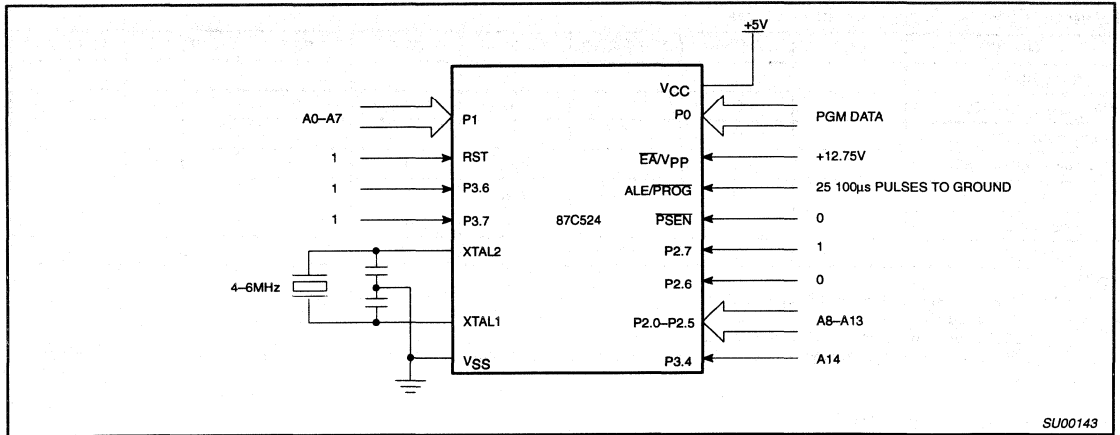 +5V
VCC
A0–A7
P1
P0
PGM DATA
1
RST
EA/VPP
+12.75V
1
P3.6
ALE/PROG
25 100μs PULSES TO GROUND
1
P3.7
87C524
PSEN
0
XTAL2
P2.7
1
4–6MHz
P2.6
0
XTAL1
P2.0–P2.5
A8–A13
VSS
P3.4
A14
SU00143